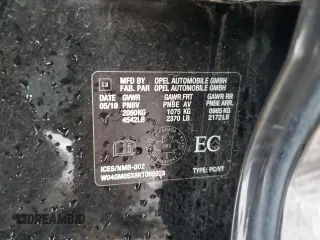 GM
MFD. BY OPEL AUTOMOBILE GMBH
FAB. PAR OPEL AUTOMOBILE GMBH
DATE GVWR GAWR FRT GAWR RR
05/19 PNBV PNBE AV PNBE ARR.
2060KG 1075 KG 0985KG
4542LB 2370 LB 2172LB
EC
ICES/NMB-002
TYPE: PC/VT
DREAMBID